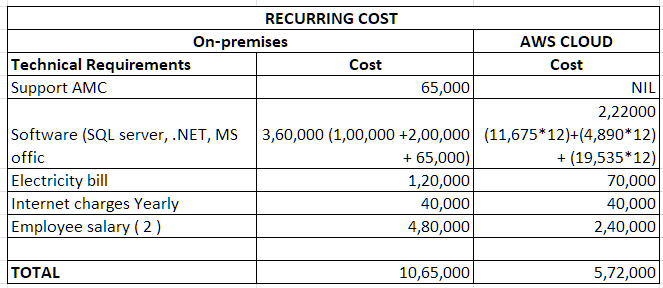 RECURRING COST
On-premises AWS CLOUD
Technical Requirements Cost Cost
Support AMC 65,000 NIL
2,22000
Software (SQL server, .NET, MS 3,60,000 (1,00,000 +2,00,000 (11,675*12)+(4,890*12)
offic + 65,000) + (19,535*12)
Electricity bill 1,20,000 70,000
Internet charges Yearly 40,000 40,000
Employee salary ( 2 ) 4,80,000 2,40,000
TOTAL 10,65,000 5,72,000